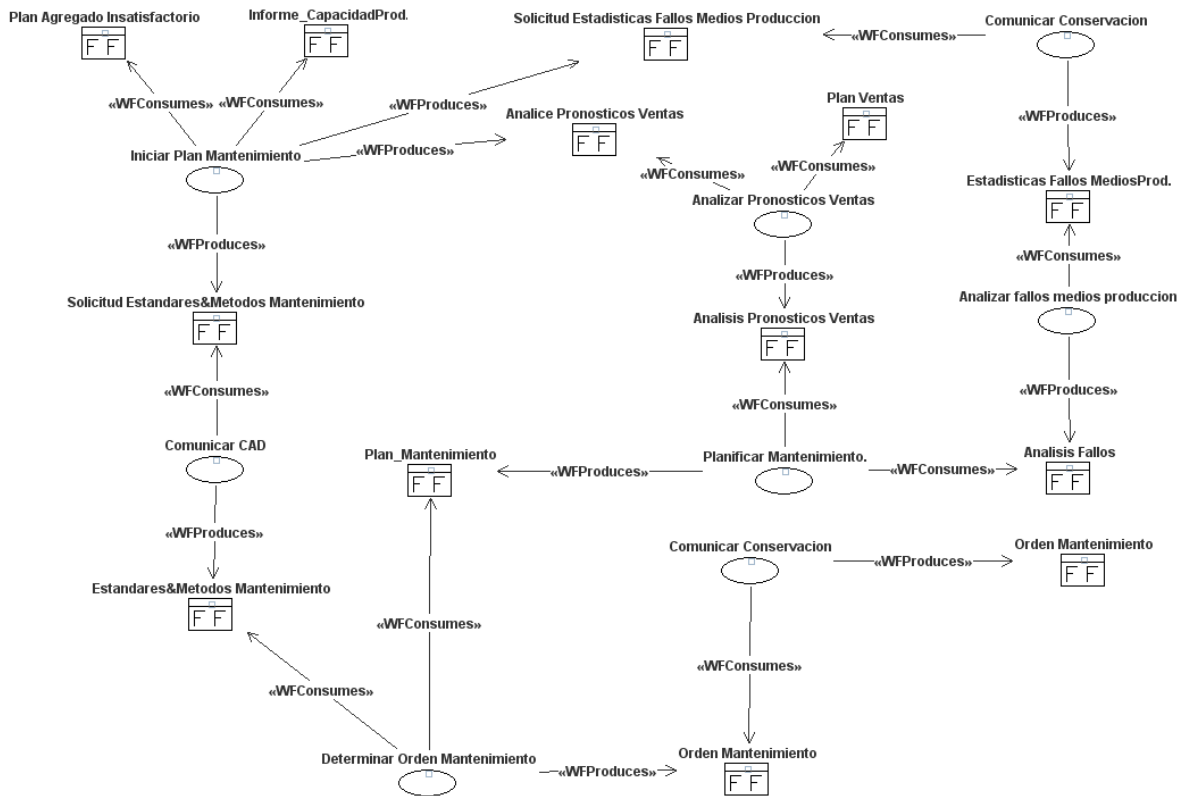 Plan Agregado Insatisfactorio
Informe_CapacidadProd.
Solicitud Estadisticas Fallos Medios Produccion
Comunicar Conservacion
F F
F F
F F
«WFConsumes»
«WFConsumes»
«WFConsumes»
«WFProduces»
Analice Pronósticos Ventas
Plan Ventas
F F
F F
«WFProduces»
Iniciar Plan Mantenimiento
«WFProduces»
«WFConsumes»
«WFConsumes»
Analizar Pronosticos Ventas
Estadisticas Fallos MediosProd.
F F
«WFProduces»
«WFProduces»
«WFConsumes»
Solicitud Estandares&Metodos Mantenimiento
Analizar fallos medios produccion
F F
Analisis Pronosticos Ventas
F F
«WFConsumes»
«WFConsumes»
«WFProduces»
Comunicar CAD
Plan_Mantenimiento
Planificar Mantenimiento.
Analisis Fallos
F F
«WFProduces»
«WFConsumes»
F F
«WFProduces»
Comunicar Conservacion
«WFProduces»
Orden Mantenimiento
F F
Estandares&Metodos Mantenimiento
F F
«WFConsumes»
«WFConsumes»
«WFConsumes»
Determinar Orden Mantenimiento
«WFProduces»
Orden Mantenimiento
F F